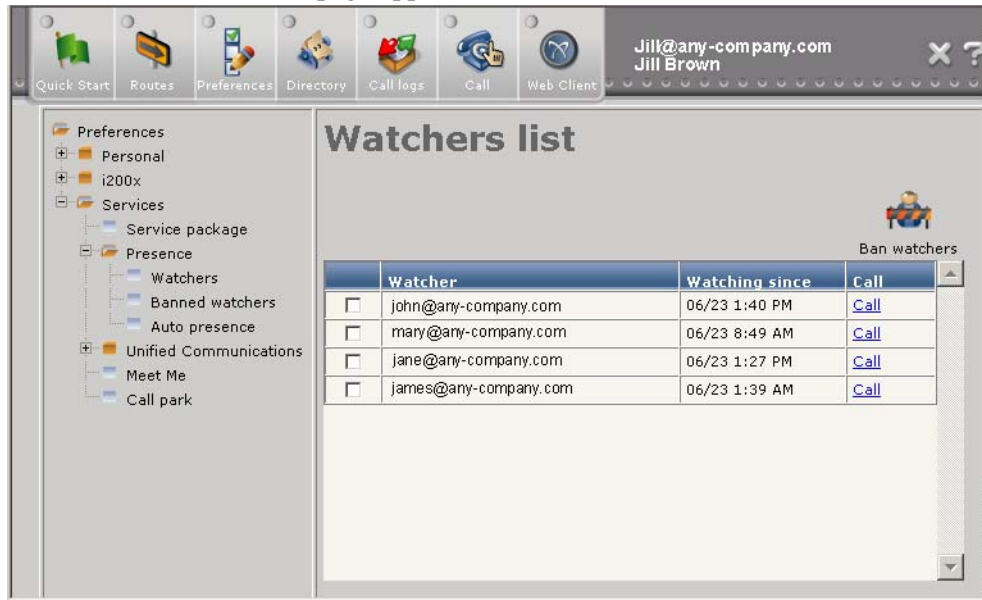 Quick Start Routes Preferences Directory Call logs Call Web Client
Jill@any-company.com
Jill Brown
Preferences
Personal
i200x
Services
Service package
Presence
Watchers
Banned watchers
Auto presence
Unified Communications
Meet Me
Call park
Watchers list
Ban watchers
Watcher Watching since Call
john@any-company.com 06/23 1:40 PM Call
mary@any-company.com 06/23 8:49 AM Call
jane@any-company.com 06/23 1:27 PM Call
james@any-company.com 06/23 1:39 AM Call